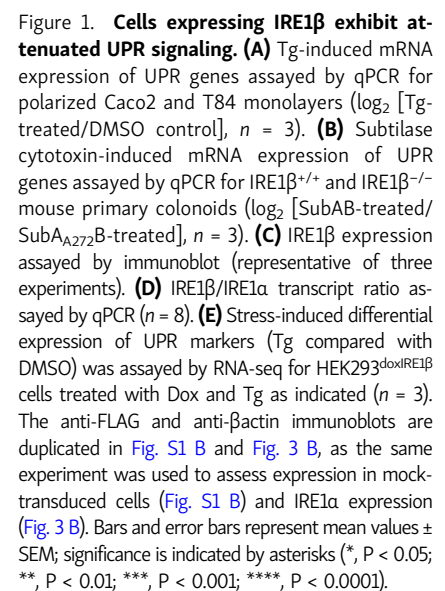 Figure 1. Cells expressing IRE1β exhibit at-
tenuated UPR signaling. (A) Tg-induced mRNA
expression of UPR genes assayed by qPCR for
polarized Caco2 and T84 monolayers (log₂ [Tg-
treated/DMSO control], n = 3). (B) Subtilase
cytotoxin-induced mRNA expression of UPR
genes assayed by qPCR for IRE1β⁺/⁺ and IRE1β⁻/⁻
mouse primary colonoids (log₂ [SubAB-treated/
SubA_A272B-treated], n = 3). (C) IRE1β expression
assayed by immunoblot (representative of three
experiments). (D) IRE1β/IRE1α transcript ratio as-
sayed by qPCR (n = 8). (E) Stress-induced differential
expression of UPR markers (Tg compared with
DMSO) was assayed by RNA-seq for HEK293doxIRE1β
cells treated with Dox and Tg as indicated (n = 3).
The anti-FLAG and anti-βactin immunoblots are
duplicated in Fig. S1 B and Fig. 3 B, as the same
experiment was used to assess expression in mock-
transduced cells (Fig. S1 B) and IRE1α expression
(Fig. 3 B). Bars and error bars represent mean values ±
SEM; significance is indicated by asterisks (*, P < 0.05;
**, P < 0.01; ***, P < 0.001; ****, P < 0.0001).